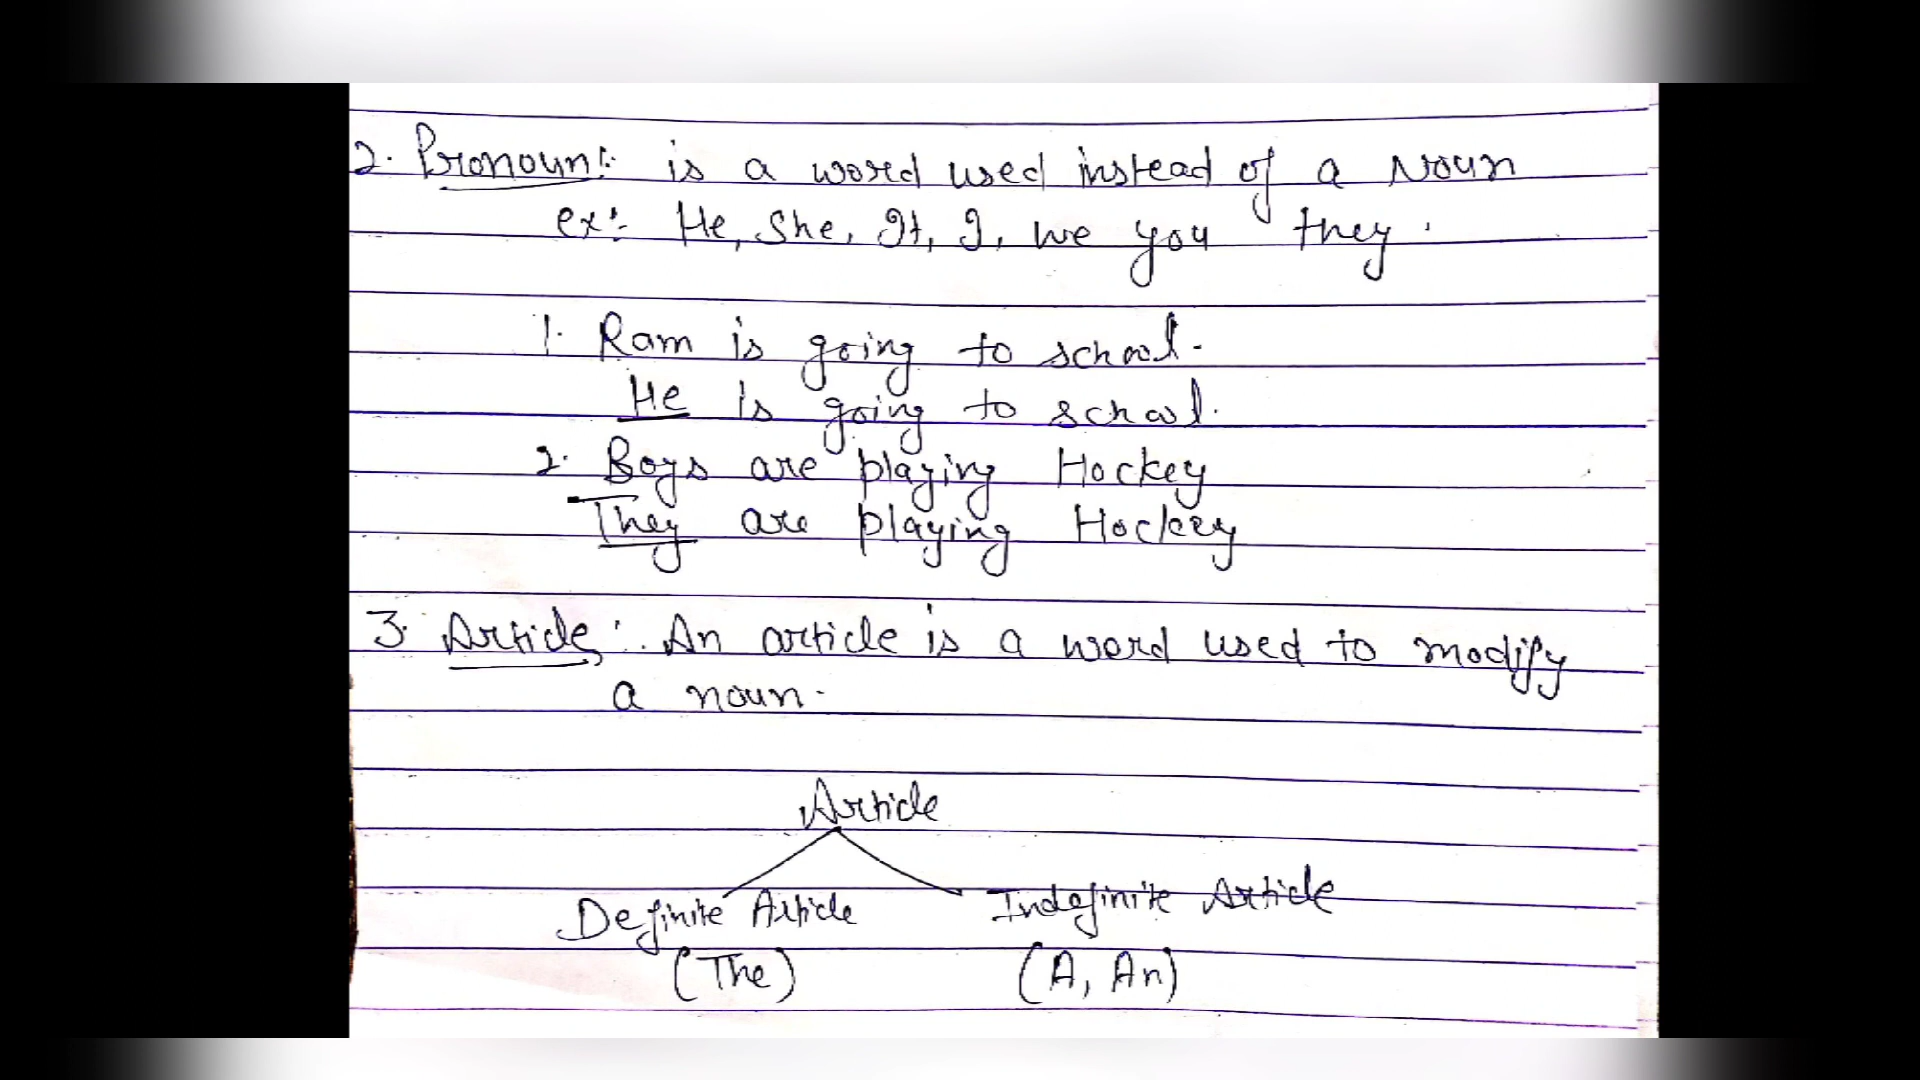 2. Pronoun:- is a word used instead of a Noun
ex:- He, She, It, I, we you they.
1. Ram is going to school.
He is going to school.
2. Boys are playing Hockey
They are playing Hockey
3. Article:- An article is a word used to modify
a noun.
Article
Definite Article Indefinite Article
(The) (A, An)